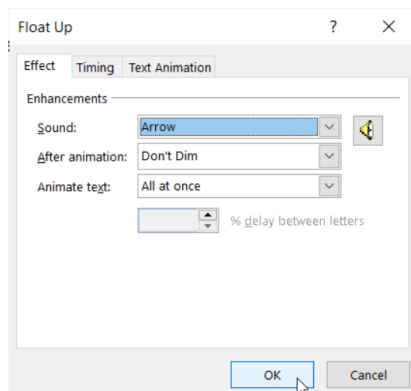 Float Up ? X
Effect Timing Text Animation
Enhancements
Sound: Arrow
After animation: Don't Dim
Animate text: All at once
% delay between letters
OK Cancel